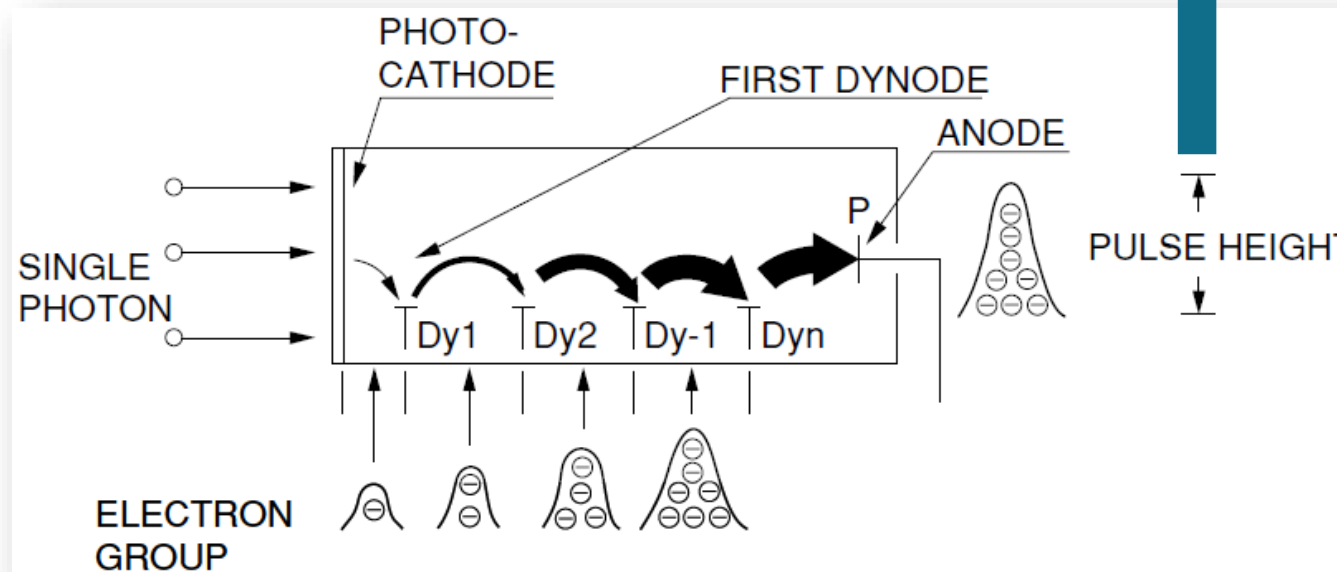 PHOTO-
CATHODE
FIRST DYNODE
ANODE
P
SINGLE
PHOTON
PULSE HEIGHT
Dy1
Dy2
Dy-1
Dyn
ELECTRON
GROUP